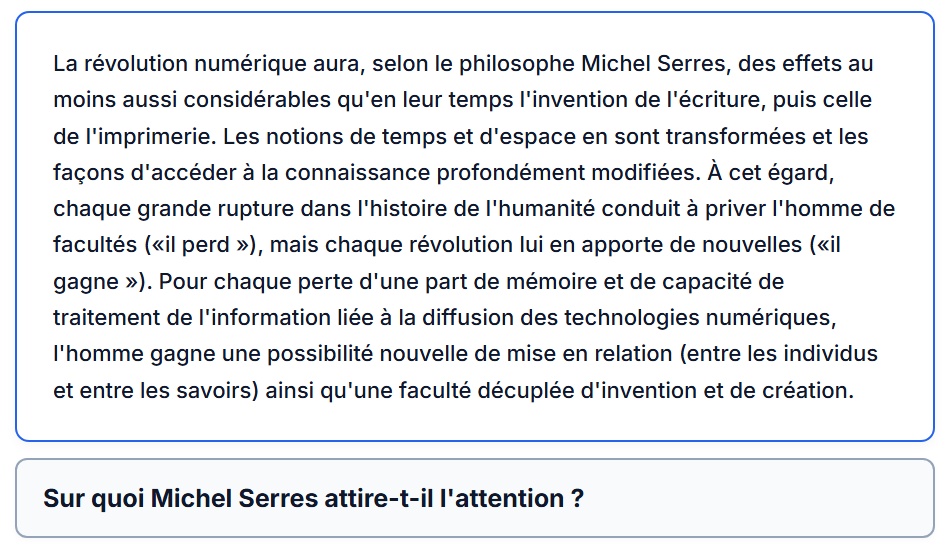 La révolution numérique aura, selon le philosophe Michel Serres, des effets au
moins aussi considérables qu'en leur temps l'invention de l'écriture, puis celle
de l'imprimerie. Les notions de temps et d'espace en sont transformées et les
façons d'accéder à la connaissance profondément modifiées. À cet égard,
chaque grande rupture dans l'histoire de l'humanité conduit à priver l'homme de
facultés («il perd »), mais chaque révolution lui en apporte de nouvelles («il
gagne »). Pour chaque perte d'une part de mémoire et de capacité de
traitement de l'information liée à la diffusion des technologies numériques,
l'homme gagne une possibilité nouvelle de mise en relation (entre les individus
et entre les savoirs) ainsi qu'une faculté décuplée d'invention et de création.
Sur quoi Michel Serres attire-t-il l'attention ?